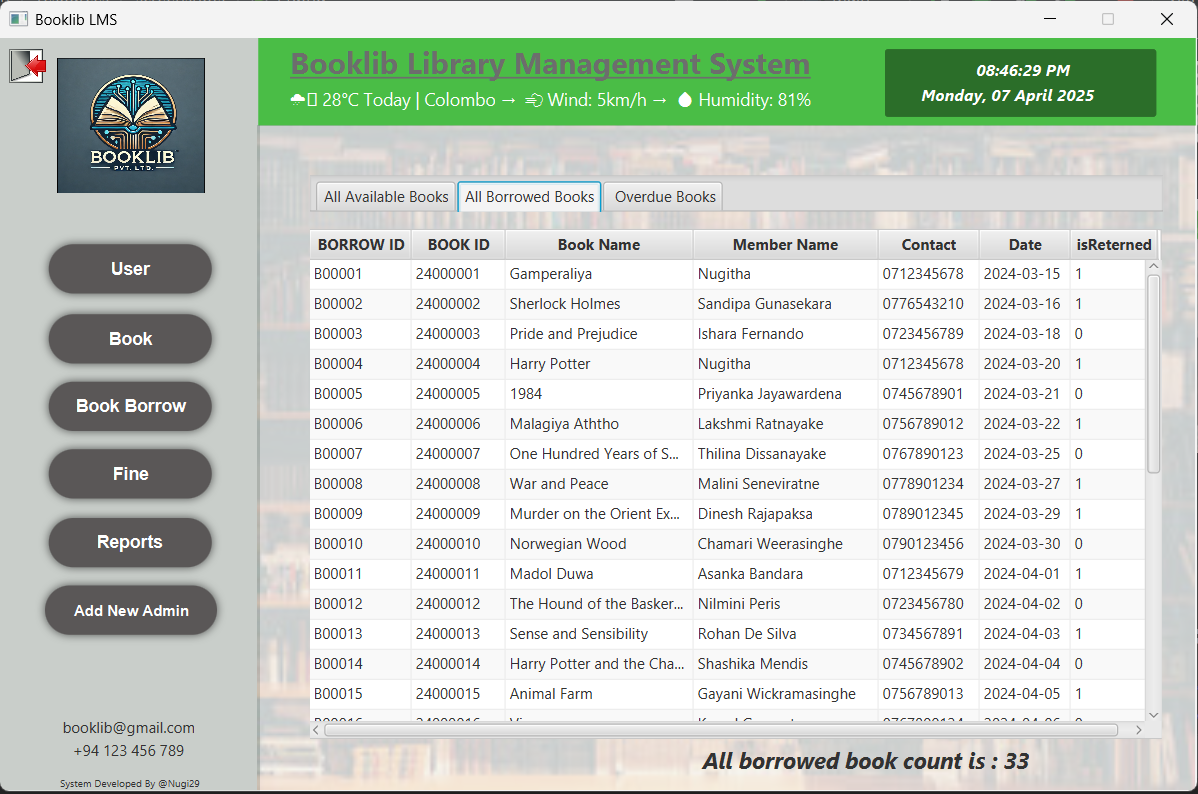 Booklib LMS
BOOKLIB
PVT. LTD.
User
Book
Book Borrow
Fine
Reports
Add New Admin
booklib@gmail.com
+94 123 456 789
System Developed By @Nugi29
Booklib Library Management System
28°C Today | Colombo → Wind: 5km/h → Humidity: 81%
08:46:29 PM
Monday, 07 April 2025
All Available Books All Borrowed Books Overdue Books
BORROW ID BOOK ID Book Name Member Name Contact Date isReterned
B00001 24000001 Gamperaliya Nugitha 0712345678 2024-03-15 1
B00002 24000002 Sherlock Holmes Sandipa Gunasekara 0776543210 2024-03-16 1
B00003 24000003 Pride and Prejudice Ishara Fernando 0723456789 2024-03-18 0
B00004 24000004 Harry Potter Nugitha 0712345678 2024-03-20 1
B00005 24000005 1984 Priyanka Jayawardena 0745678901 2024-03-21 0
B00006 24000006 Malagiya Aththo Lakshmi Ratnayake 0756789012 2024-03-22 1
B00007 24000007 One Hundred Years of S... Thilina Dissanayake 0767890123 2024-03-25 0
B00008 24000008 War and Peace Malini Seneviratne 0778901234 2024-03-27 1
B00009 24000009 Murder on the Orient Ex... Dinesh Rajapaksa 0789012345 2024-03-29 1
B00010 24000010 Norwegian Wood Chamari Weerasinghe 0790123456 2024-03-30 0
B00011 24000011 Madol Duwa Asanka Bandara 0712345679 2024-04-01 1
B00012 24000012 The Hound of the Basker... Nilmini Peris 0723456780 2024-04-02 0
B00013 24000013 Sense and Sensibility Rohan De Silva 0734567891 2024-04-03 1
B00014 24000014 Harry Potter and the Cha... Shashika Mendis 0745678902 2024-04-04 0
B00015 24000015 Animal Farm Gayani Wickramasinghe 0756789013 2024-04-05 1
All borrowed book count is : 33